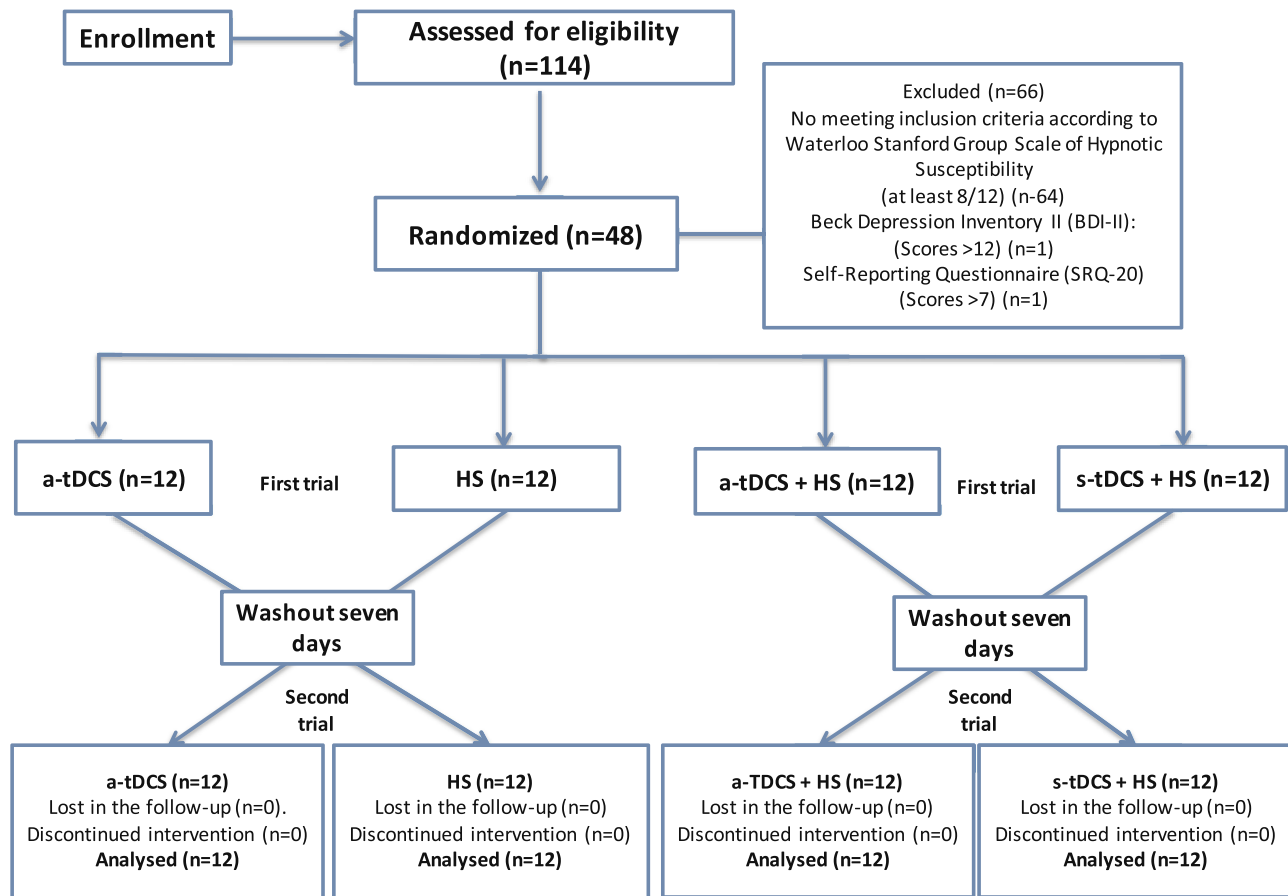 Enrollment
Assessed for eligibility
(n=114)
Excluded (n=66)
No meeting inclusion criteria according to
Waterloo Stanford Group Scale of Hypnotic
Susceptibility
(at least 8/12) (n-64)
Beck Depression Inventory II (BDI-II):
(Scores >12) (n=1)
Self-Reporting Questionnaire (SRQ-20)
(Scores >7) (n=1)
Randomized (n=48)
a-tDCS (n=12)
First trial
HS (n=12)
a-tDCS + HS (n=12)
First trial
s-tDCS + HS (n=12)
Washout seven
days
Washout seven
days
Second
trial
Second
trial
a-tDCS (n=12)
Lost in the follow-up (n=0).
Discontinued intervention (n=0)
Analysed (n=12)
HS (n=12)
Lost in the follow-up (n=0)
Discontinued intervention (n=0)
Analysed (n=12)
a-TDCS + HS (n=12)
Lost in the follow-up (n=0)
Discontinued intervention (n=0)
Analysed (n=12)
s-tDCS + HS (n=12)
Lost in the follow-up (n=0)
Discontinued intervention (n=0)
Analysed (n=12)